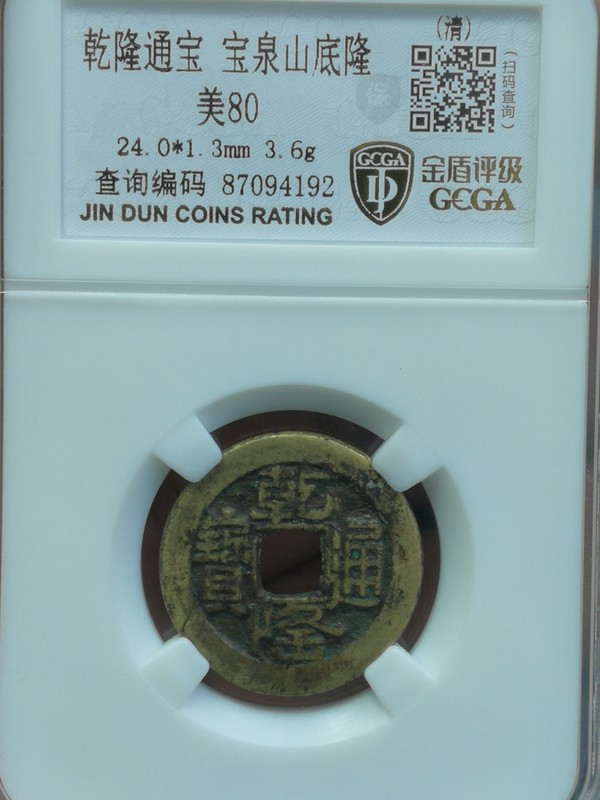 (清)
乾隆通宝 宝泉山底隆
美80
24.0*1.3mm 3.6g
查询编码 87094192
JIN DUN COINS RATING
(扫码查询)
保
GCGA
JD
金盾评级
GCGA
乾隆通寶